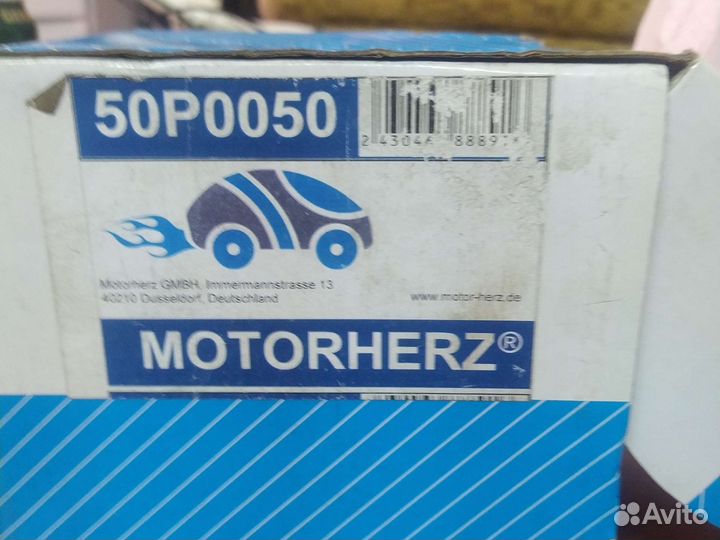 50P0050
Motorherz GMBH, Immermannstrasse 13
40210 Dusseldorf, Deutschland
www.motor-herz.de
MOTORHERZ®
Avito